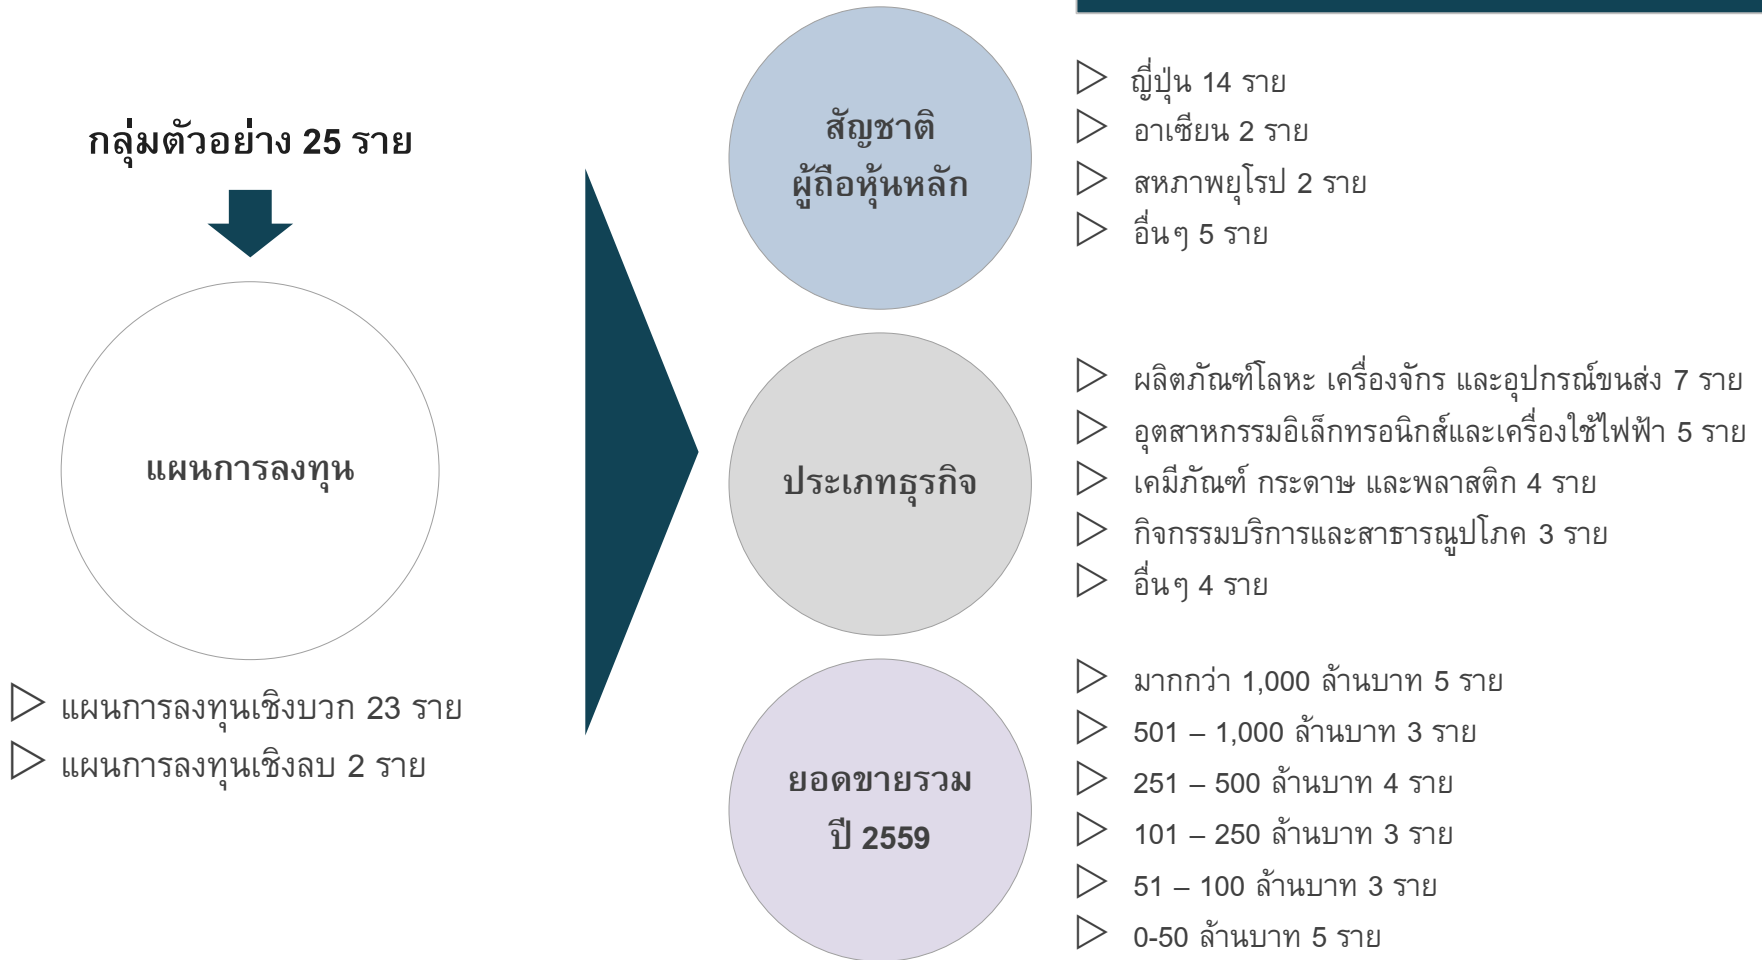 กลุ่มตัวอย่าง 25 ราย
แผนการลงทุน
แผนการลงทุนเชิงบวก 23 ราย
แผนการลงทุนเชิงลบ 2 ราย
สัญชาติ
ผู้ถือหุ้นหลัก
ญี่ปุ่น 14 ราย
อาเซียน 2 ราย
สหภาพยุโรป 2 ราย
อื่นๆ 5 ราย
ประเภทธุรกิจ
ผลิตภัณฑ์โลหะ เครื่องจักร และอุปกรณ์ขนส่ง 7 ราย
อุตสาหกรรมอิเล็กทรอนิกส์และเครื่องใช้ไฟฟ้า 5 ราย
เคมีภัณฑ์ กระดาษ และพลาสติก 4 ราย
กิจกรรมบริการและสาธารณูปโภค 3 ราย
อื่นๆ 4 ราย
ยอดขายรวม
ปี 2559
มากกว่า 1,000 ล้านบาท 5 ราย
501 – 1,000 ล้านบาท 3 ราย
251 – 500 ล้านบาท 4 ราย
101 – 250 ล้านบาท 3 ราย
51 – 100 ล้านบาท 3 ราย
0-50 ล้านบาท 5 ราย